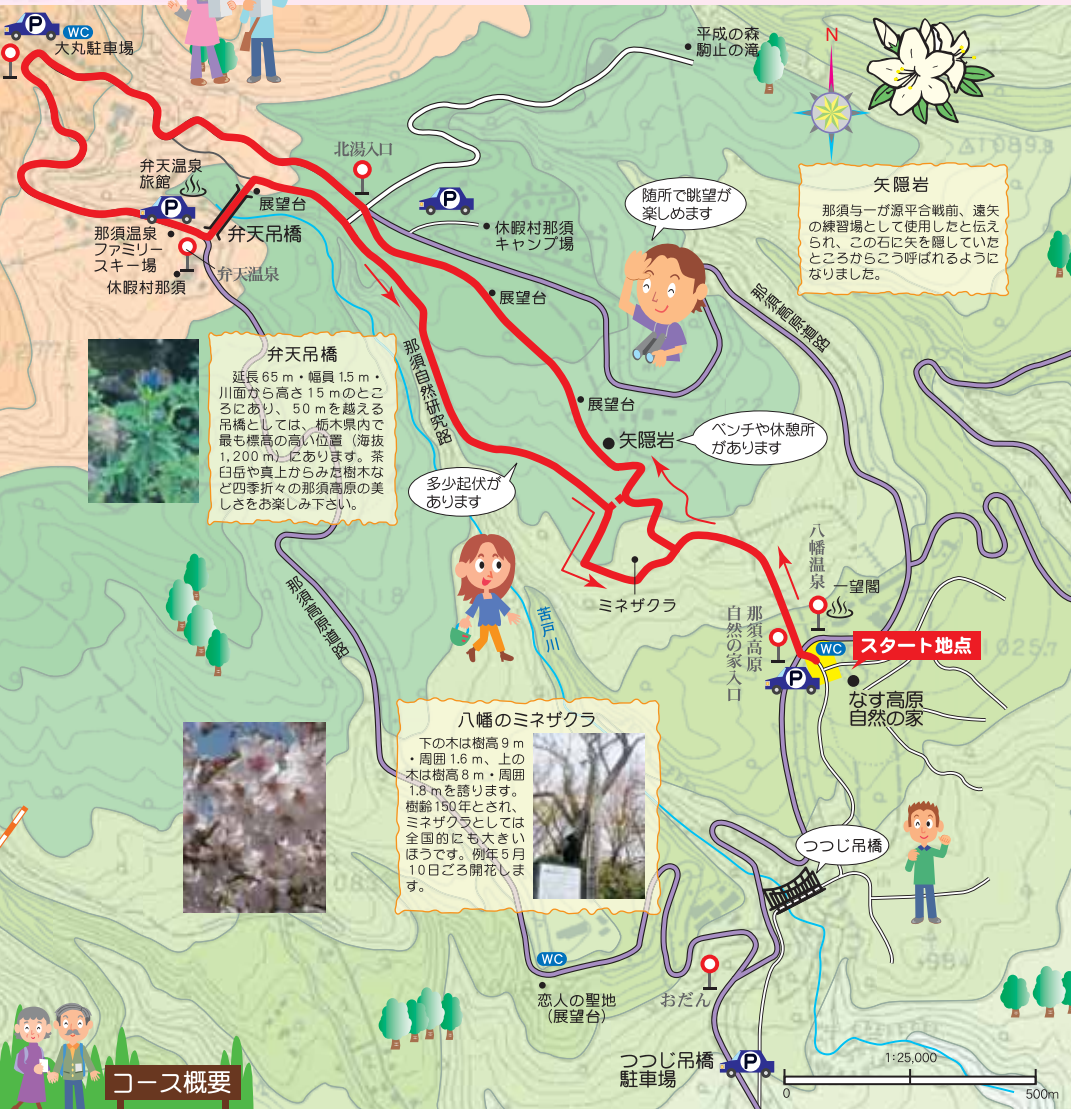 P
WC
大丸駐車場
平成の森
駒止の滝
N
北湯入口
弁天温泉
旅館
P
展望台
弁天吊橋
那須温泉
ファミリー
スキー場
弁天温泉
休暇村那須
P
休暇村那須
キャンプ場
随所で眺望が
楽しめます
矢隠岩
那須与一が源平合戦前、遠矢
の練習場として使用したと伝え
られ、この石に矢を隠していた
ところからこう呼ばれるように
なりました。
展望台
那須高原道路
弁天吊橋
延長65m・幅員1.5m・
川面から高さ15mのとこ
ろにあり、50mを越える
吊橋としては、栃木県内で
最も標高の高い位置(海抜
1,200m)にあります。茶
臼岳や真上からみた樹木な
ど四季折々の那須高原の美
しさをお楽しみ下さい。
那須自然研究路
展望台
矢隠岩
ベンチや休憩所
があります
多少起伏が
あります
ミネザクラ
八幡温泉
一望閣
那須高原
自然の家入口
WC
スタート地点
P
なす高原
自然の家
那須高原道路
苦戸川
八幡のミネザクラ
下の木は樹高9m
・周囲1.6m、上の
木は樹高8m・周囲
1.8mを誇ります。
樹齢150年とされ、
ミネザクラとしては
全国的にも大きい
ほうです。例年5月
10日ごろ開花しま
す。
つつじ吊橋
WC
恋人の聖地
(展望台)
おだん
つつじ吊橋
駐車場
P
1:25,000
0
500m
コース概要